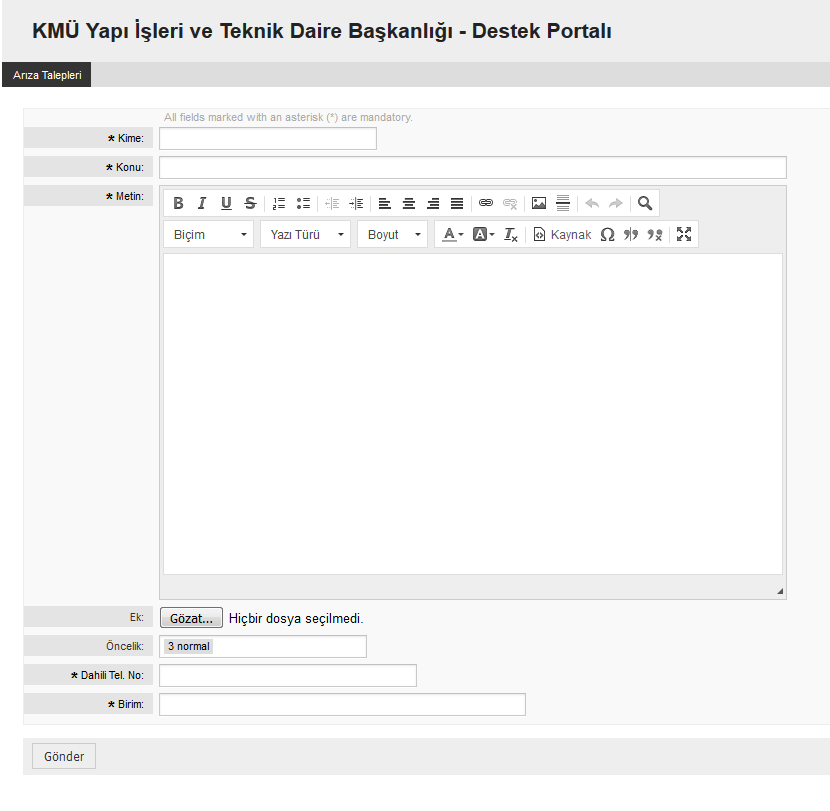 KMÜ Yapı İşleri ve Teknik Daire Başkanlığı - Destek Portalı
Arıza Talepleri
All fields marked with an asterisk (*) are mandatory.
* Kime:
* Konu:
* Metin:
B I U S
Biçim Yazı Türü Boyut A A Tx Kaynak Ω
Ek: Gözat... Hiçbir dosya seçilmedi.
Öncelik: 3 normal
* Dahili Tel. No:
* Birim:
Gönder